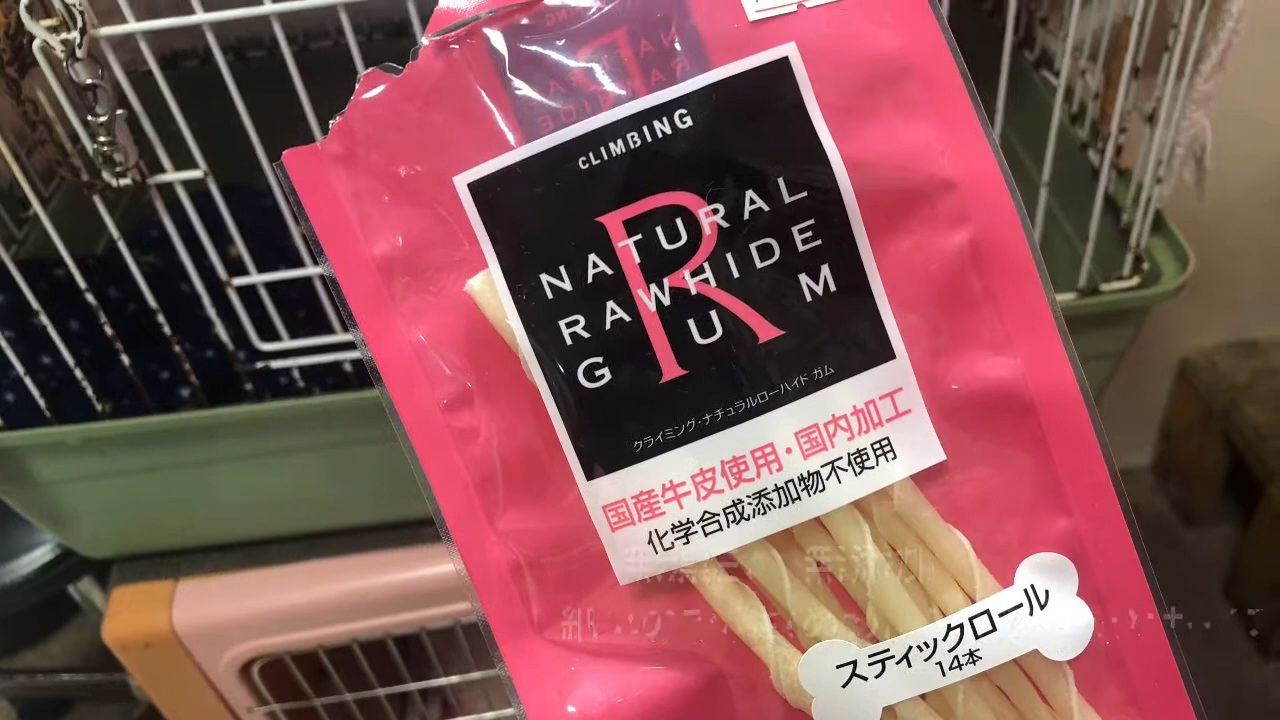 CLIMBING
NATURAL
RAWHIDE
GUM
R
クライミング・ナチュラルローハイド ガム
国産牛皮使用・国内加工
化学合成添加物不使用
スティックロール
14本